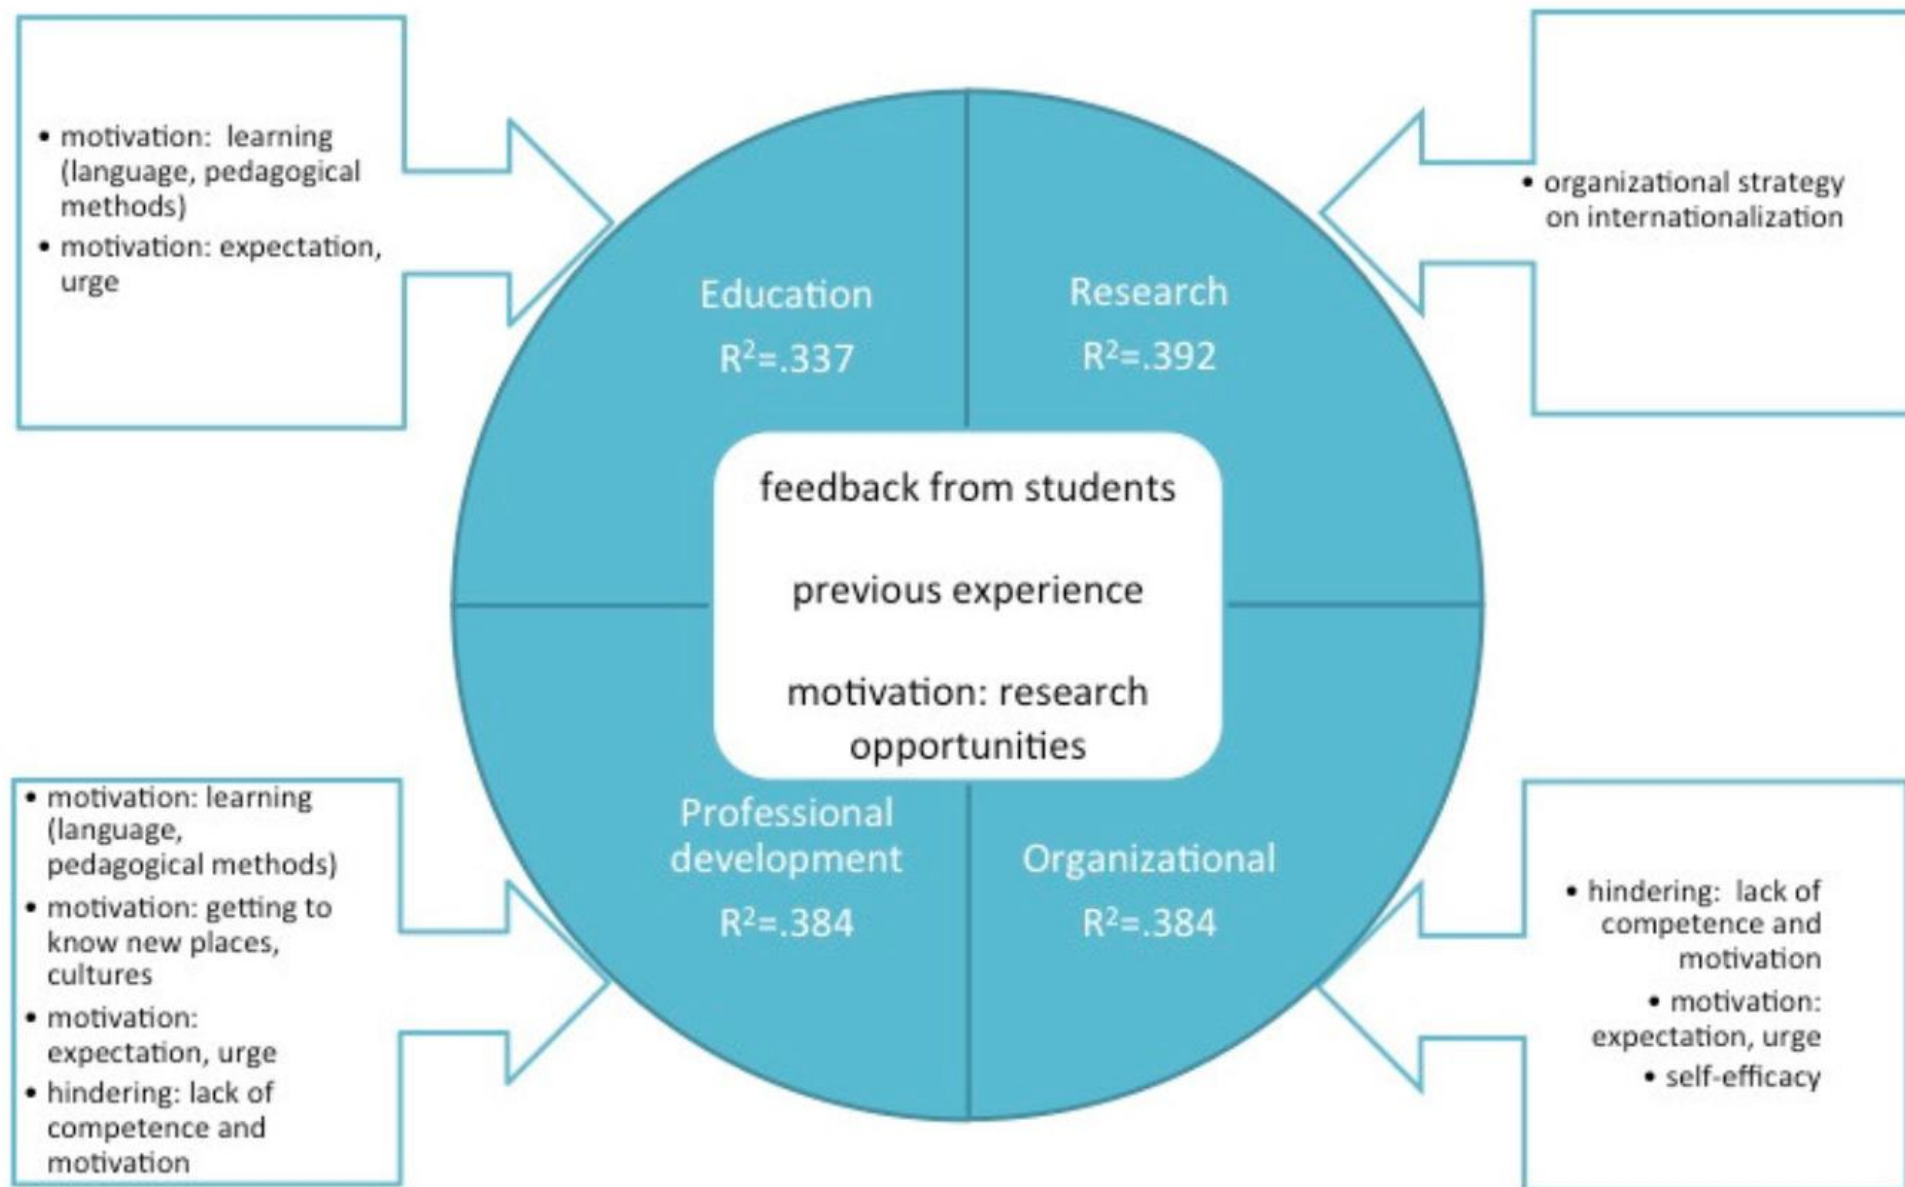 • motivation:  learning
(language, pedagogical
methods)
• motivation: expectation,
urge
• organizational strategy
on internationalization
Education
R²=.337
Research
R²=.392
feedback from students
previous experience
motivation: research
opportunities
Professional
development
R²=.384
Organizational
R²=.384
• motivation: learning
(language,
pedagogical methods)
• motivation: getting to
know new places,
cultures
• motivation:
expectation, urge
• hindering: lack of
competence and
motivation
• hindering:  lack of
competence and
motivation
• motivation:
expectation, urge
• self-efficacy